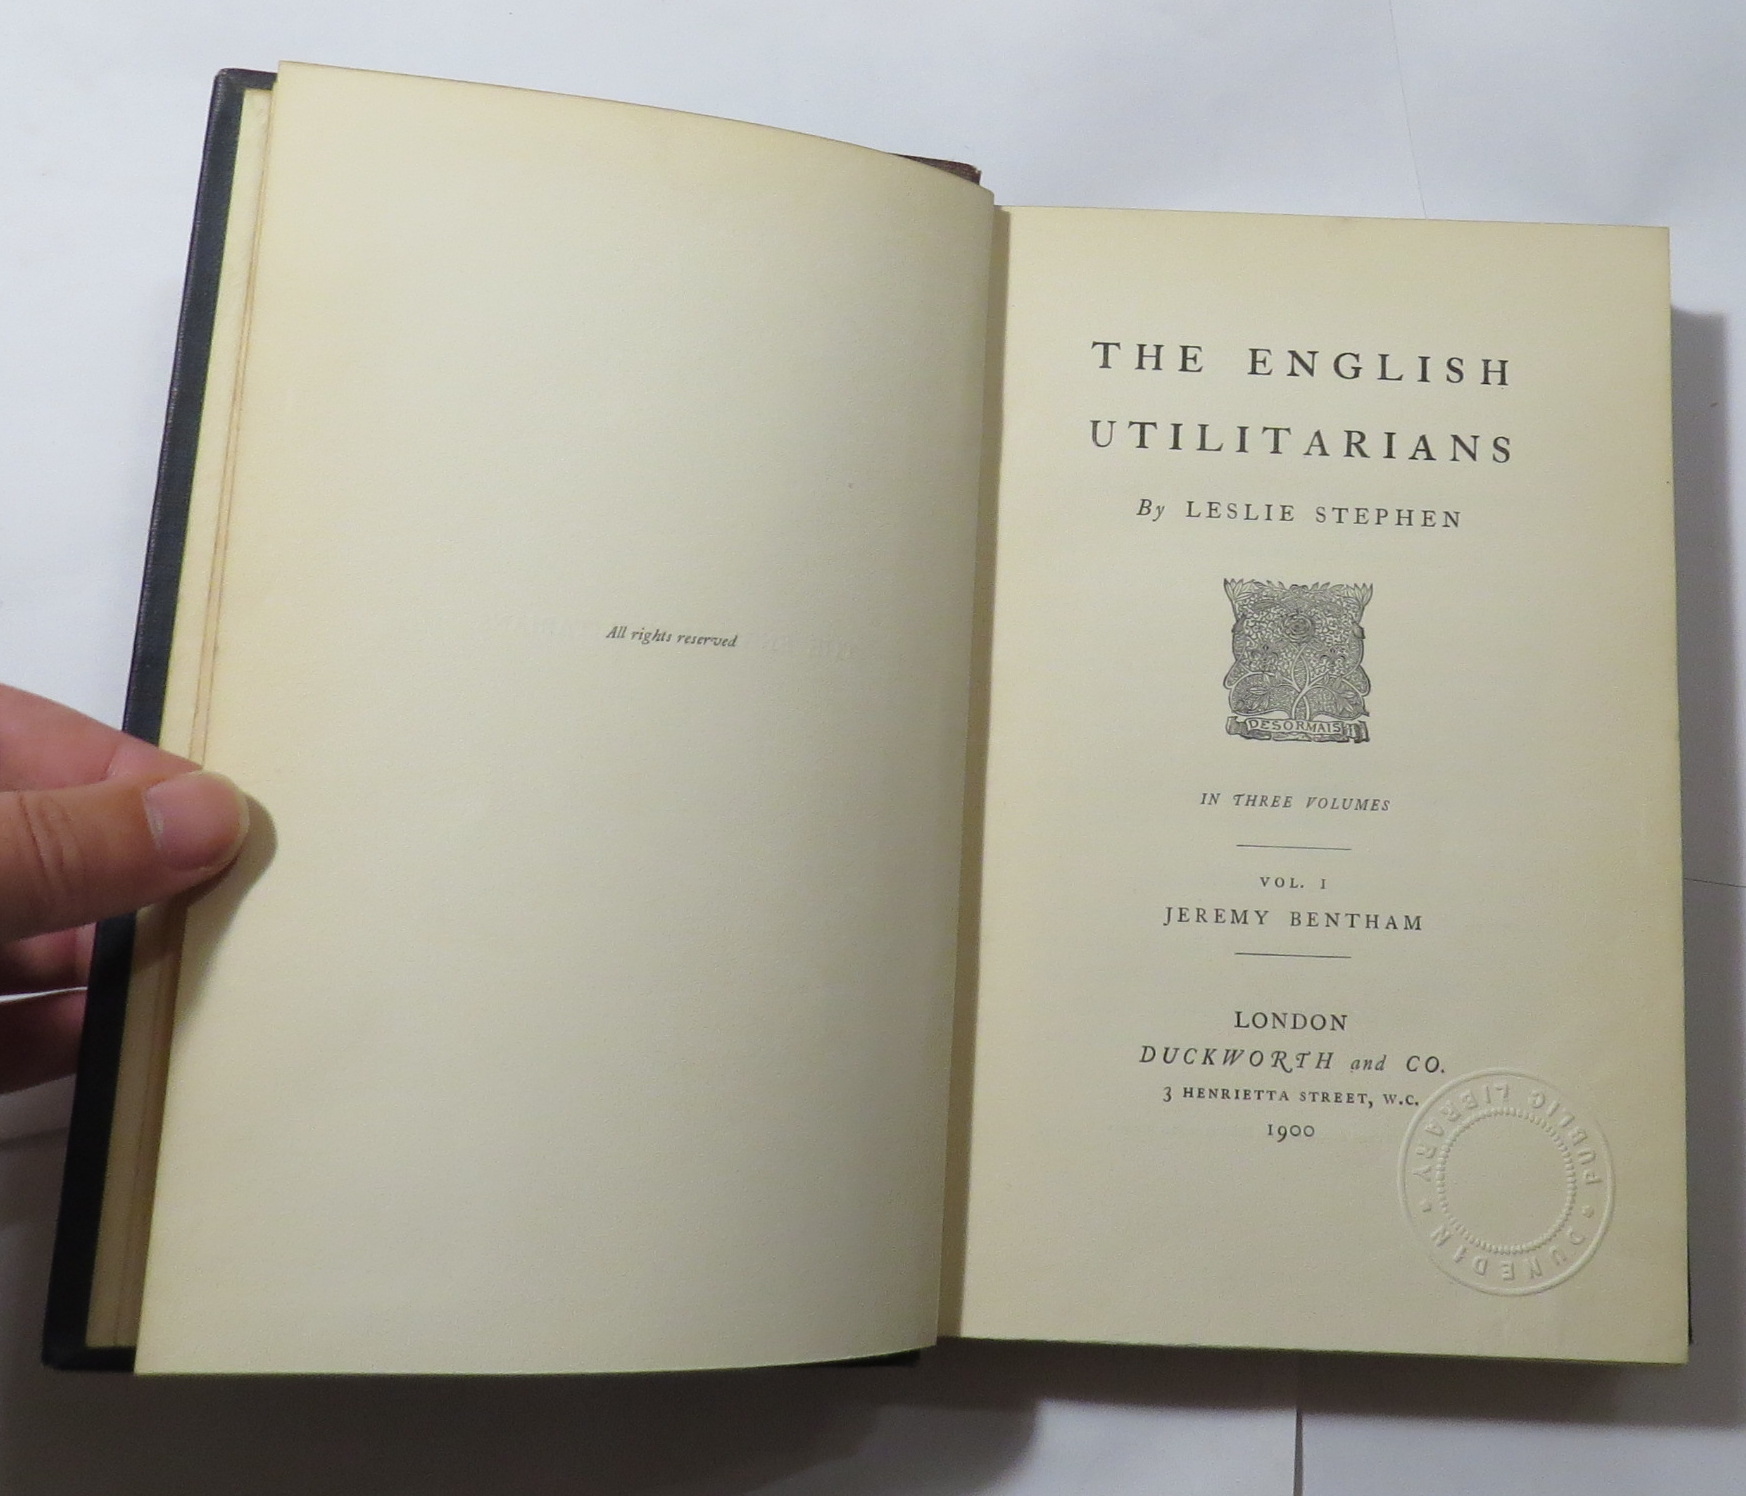 All rights reserved
THE ENGLISH
UTILITARIANS
By LESLIE STEPHEN
DESORMAIS
IN THREE VOLUMES
VOL. I
JEREMY BENTHAM
LONDON
DUCKWORTH and CO.
3 HENRIETTA STREET, W.C.
1900
DUNEDIN • PUBLIC LIBRARY •